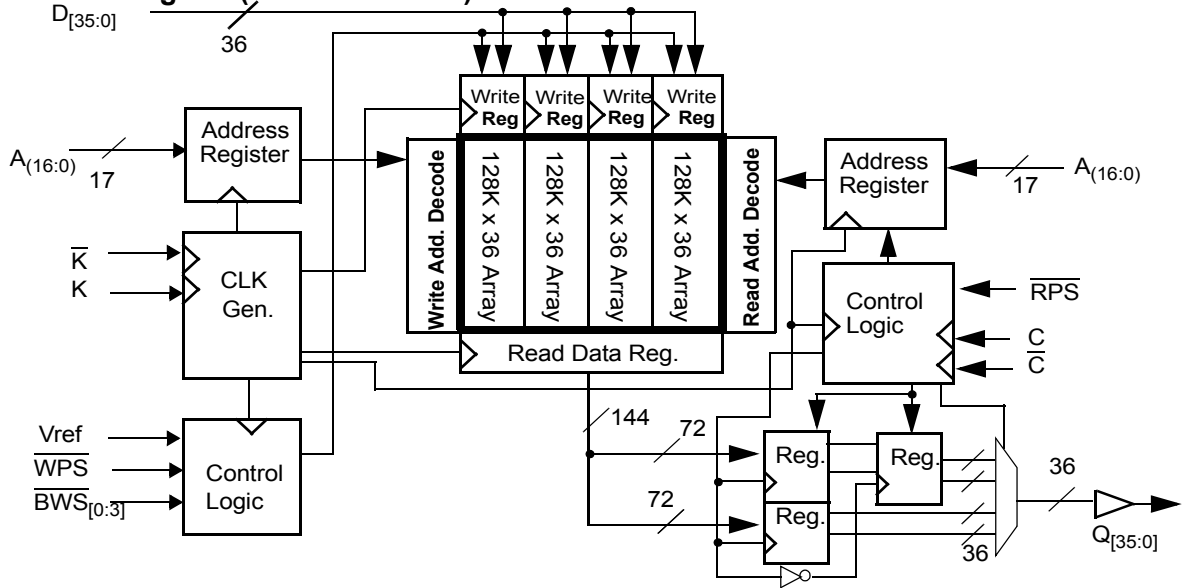 D[35:0]
36
Write Reg
Write Reg
Write Reg
Write Reg
Address Register
A(16:0)
17
Write Add. Decode
128K x 36 Array
128K x 36 Array
128K x 36 Array
128K x 36 Array
Read Add. Decode
Address Register
17
A(16:0)
K̅
K
CLK Gen.
Control Logic
R̅P̅S̅
C
C̅
Read Data Reg.
144
72
72
Vref
W̅P̅S̅
B̅W̅S̅[0:3]
Control Logic
Reg.
Reg.
Reg.
36
36
Q[35:0]